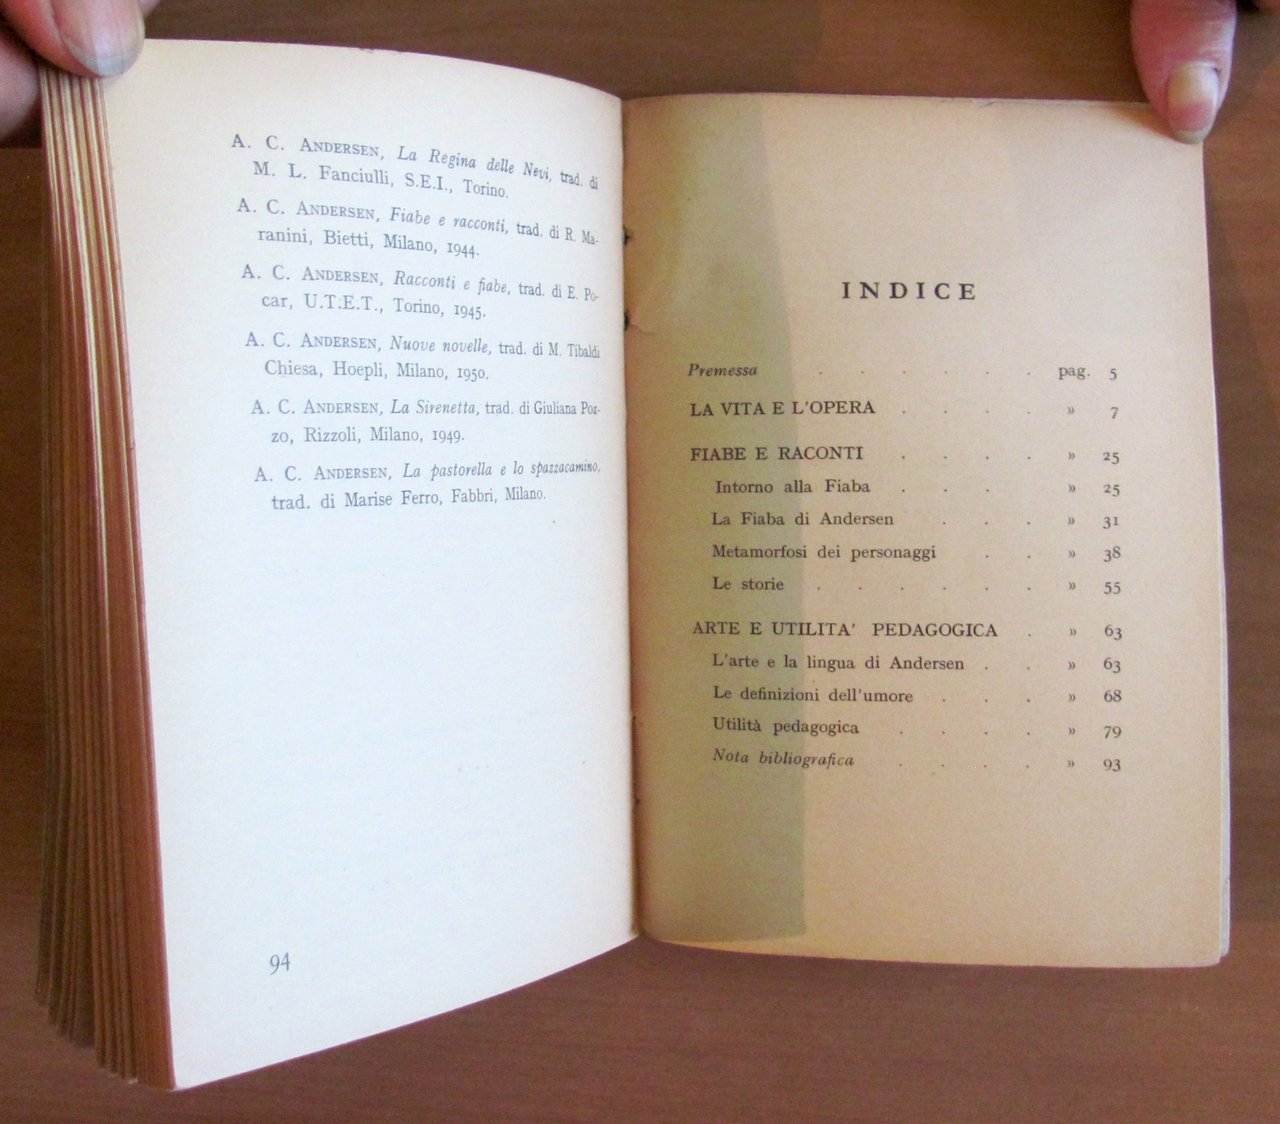 A. C. ANDERSEN, La Regina delle Nevi, trad. di
M. L. Fanciulli, S.E.I., Torino.
A. C. ANDERSEN, Fiabe e racconti, trad. di R. Ma-
ranini, Bietti, Milano, 1944.
A. C. ANDERSEN, Racconti e fiabe, trad. di E. Po-
car, U.T.E.T., Torino, 1945.
A. C. ANDERSEN, Nuove novelle, trad. di M. Tibaldi
Chiesa, Hoepli, Milano, 1950.
A. C. ANDERSEN, La Sirenetta, trad. di Giuliana Poz-
zo, Rizzoli, Milano, 1949.
A. C. ANDERSEN, La pastorella e lo spazzacamino,
trad. di Marise Ferro, Fabbri, Milano.
94
INDICE
Premessa . . . . . . pag. 5
LA VITA E L'OPERA . . . . » 7
FIABE E RACONTI . . . . » 25
Intorno alla Fiaba . . . » 25
La Fiaba di Andersen . . . » 31
Metamorfosi dei personaggi . . » 38
Le storie . . . . . . » 55
ARTE E UTILITA' PEDAGOGICA . » 63
L'arte e la lingua di Andersen . . » 63
Le definizioni dell'umore . . . » 68
Utilità pedagogica . . . . » 79
Nota bibliografica . . . . » 93